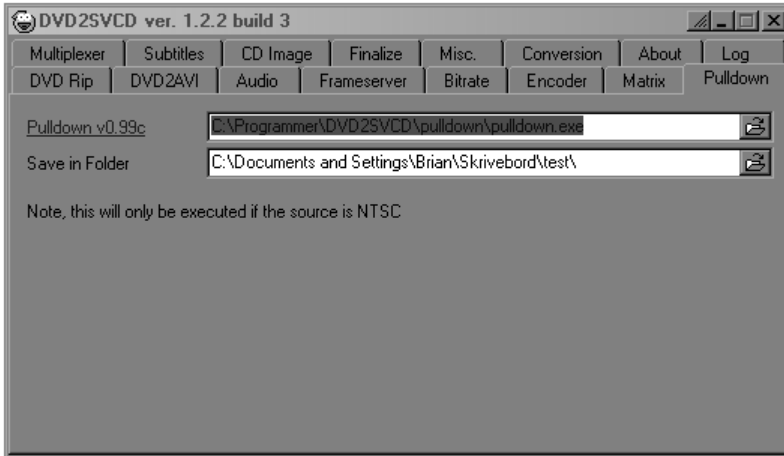 DVD2SVCD ver. 1.2.2 build 3
Multiplexer Subtitles CD Image Finalize Misc. Conversion About Log
DVD Rip DVD2AVI Audio Frameserver Bitrate Encoder Matrix Pulldown
Pulldown v0.99c C:\Programmer\DVD2SVCD\pulldown\pulldown.exe
Save in Folder C:\Documents and Settings\Brian\Skrivebord\test\
Note, this will only be executed if the source is NTSC